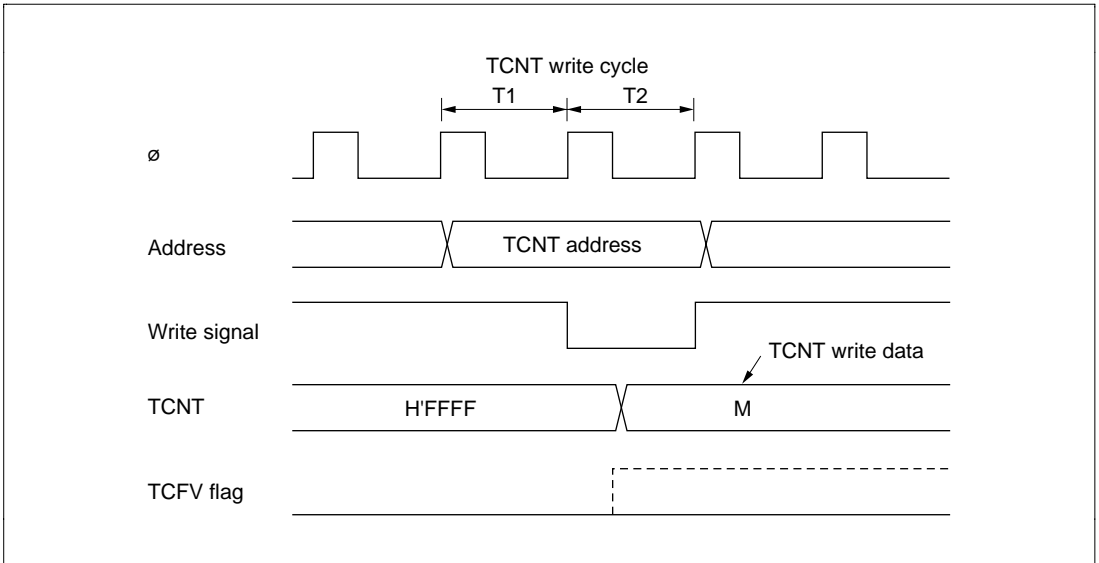 TCNT write cycle
T1 T2
ø
Address TCNT address
Write signal
TCNT write data
TCNT H'FFFF M
TCFV flag